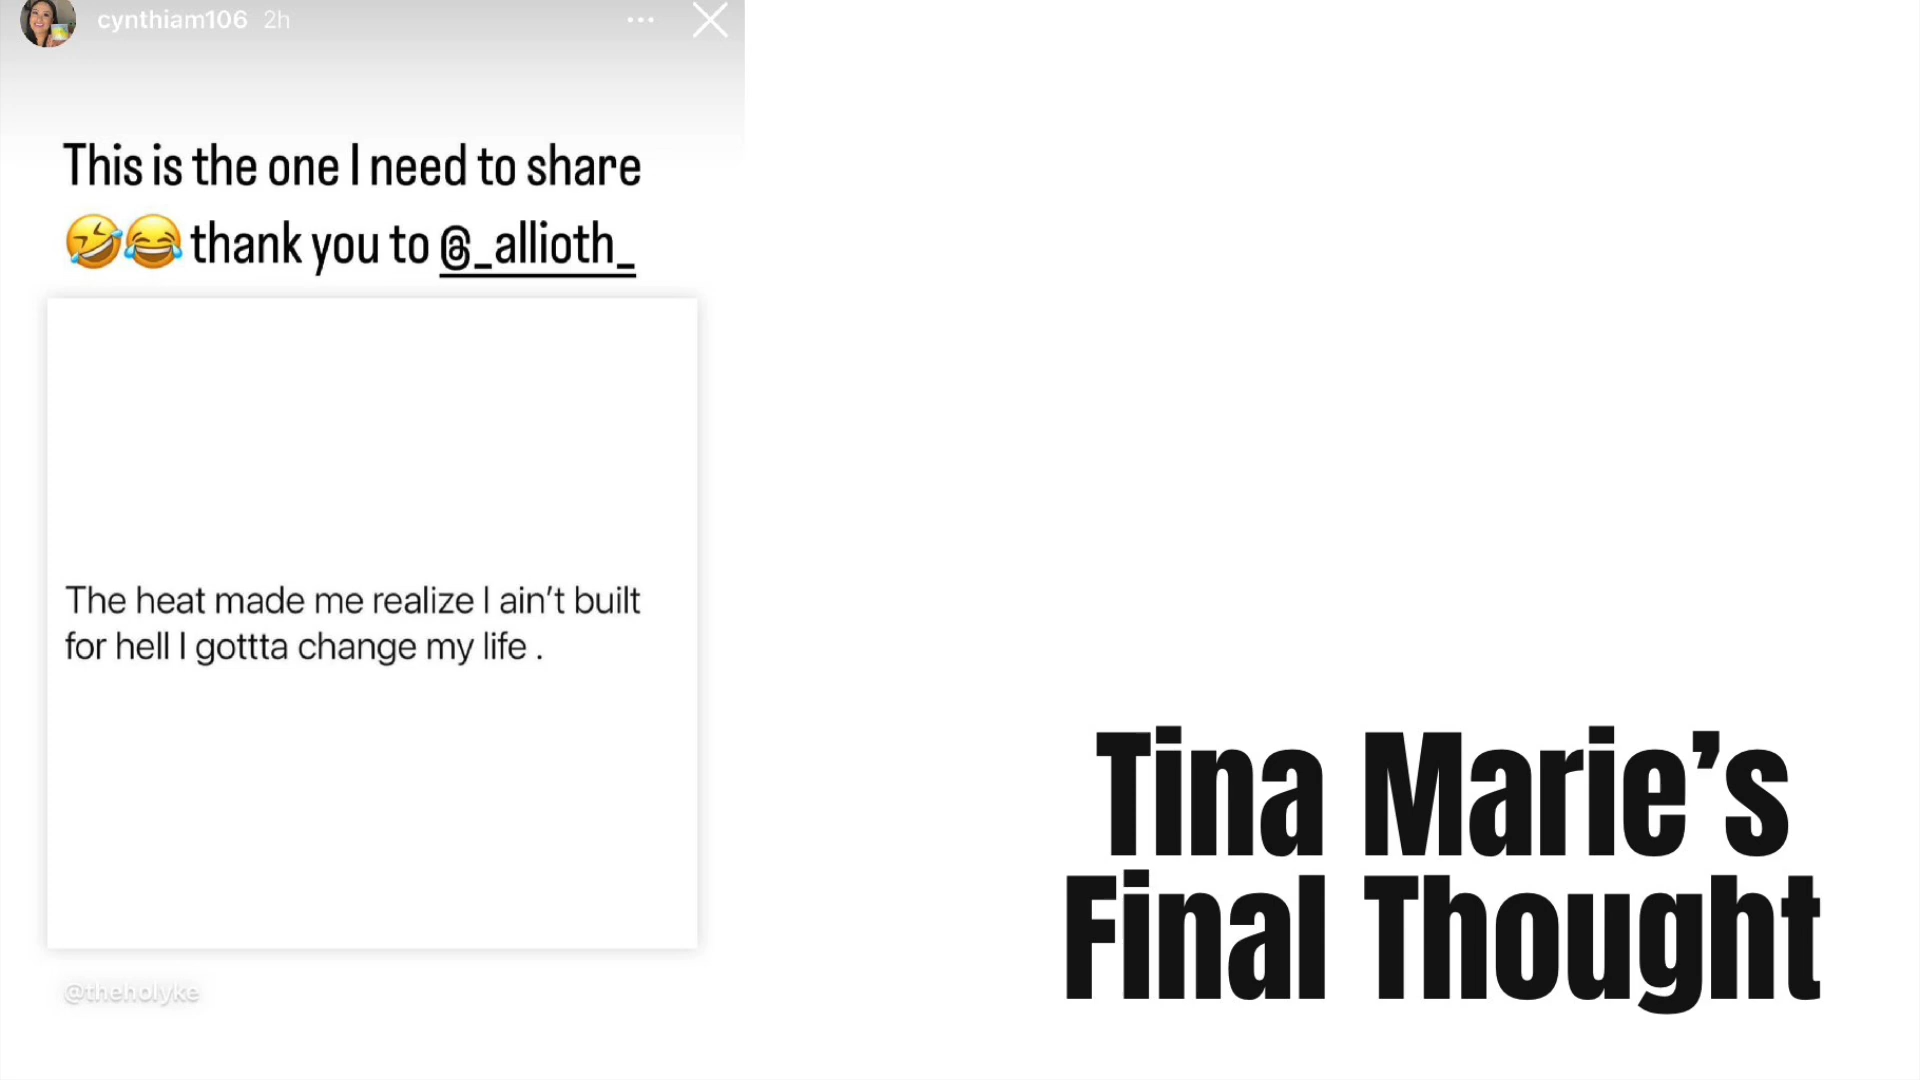 cynthiam106 2h
This is the one I need to share
🤣😂 thank you to @_allioth_
The heat made me realize I ain’t built
for hell I gottta change my life .
@theholyke
Tina Marie’s
Final Thought